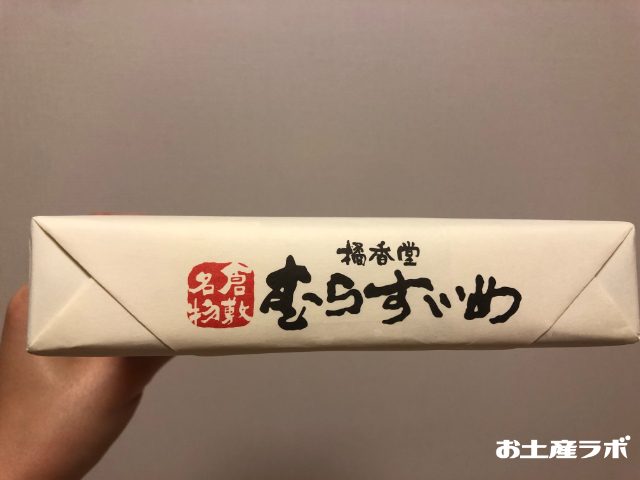 倉敷
名物
橘香堂
むらすゞめ
お土産ラボ